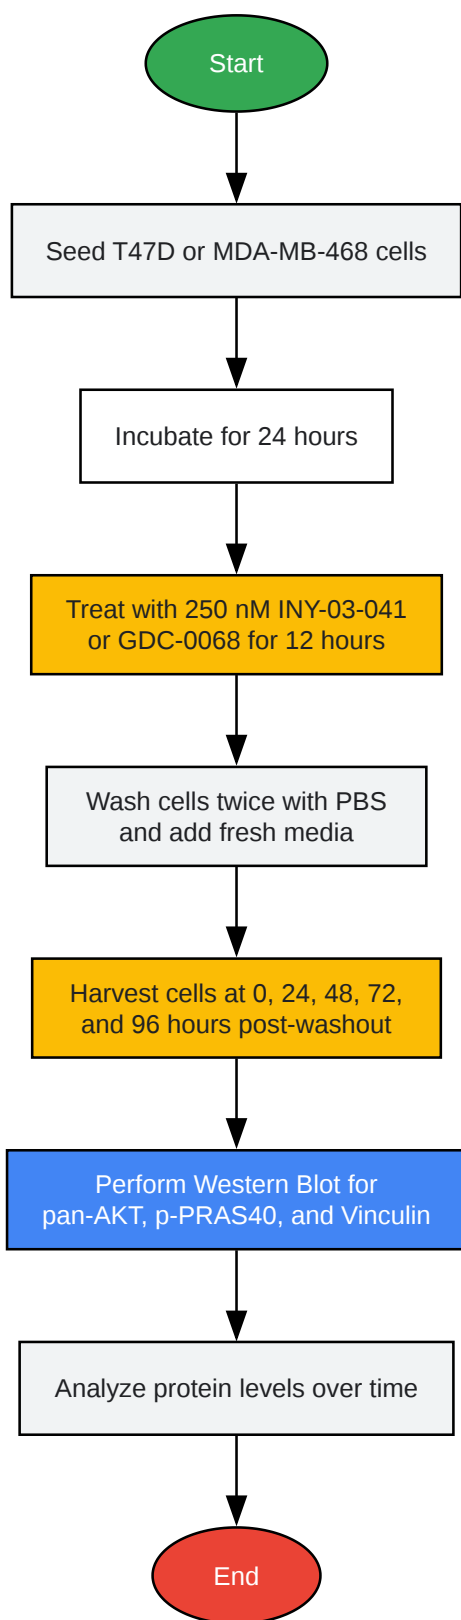 Start
Seed T47D or MDA-MB-468 cells
Incubate for 24 hours
Treat with 250 nM INY-03-041
or GDC-0068 for 12 hours
Wash cells twice with PBS
and add fresh media
Harvest cells at 0, 24, 48, 72,
and 96 hours post-washout
Perform Western Blot for
pan-AKT, p-PRAS40, and Vinculin
Analyze protein levels over time
End